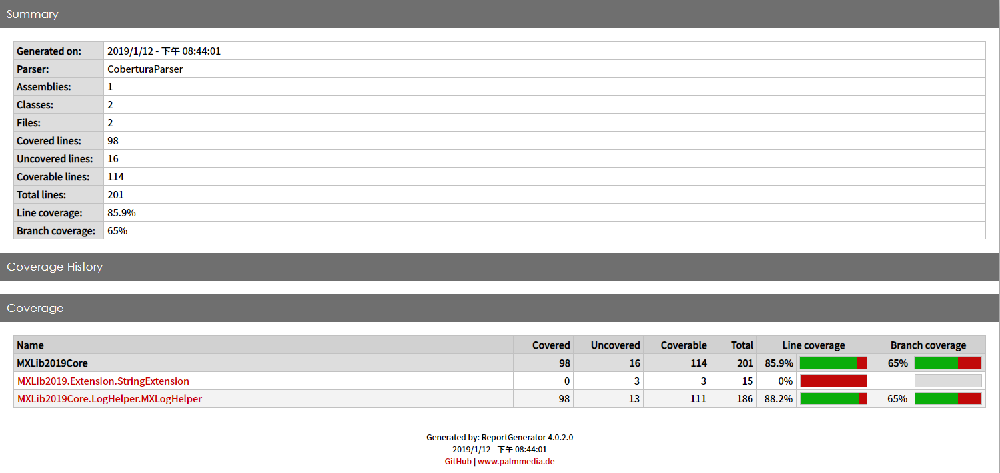 Summary
Generated on: 2019/1/12 - 下午 08:44:01
Parser: CoberturaParser
Assemblies: 1
Classes: 2
Files: 2
Covered lines: 98
Uncovered lines: 16
Coverable lines: 114
Total lines: 201
Line coverage: 85.9%
Branch coverage: 65%
Coverage History
Coverage
Name Covered Uncovered Coverable Total Line coverage Branch coverage
MXLib2019Core 98 16 114 201 85.9% 65%
MXLib2019.Extension.StringExtension 0 3 3 15 0%
MXLib2019Core.LogHelper.MXLogHelper 98 13 111 186 88.2% 65%
Generated by: ReportGenerator 4.0.2.0
2019/1/12 - 下午 08:44:01
GitHub | www.palmmedia.de